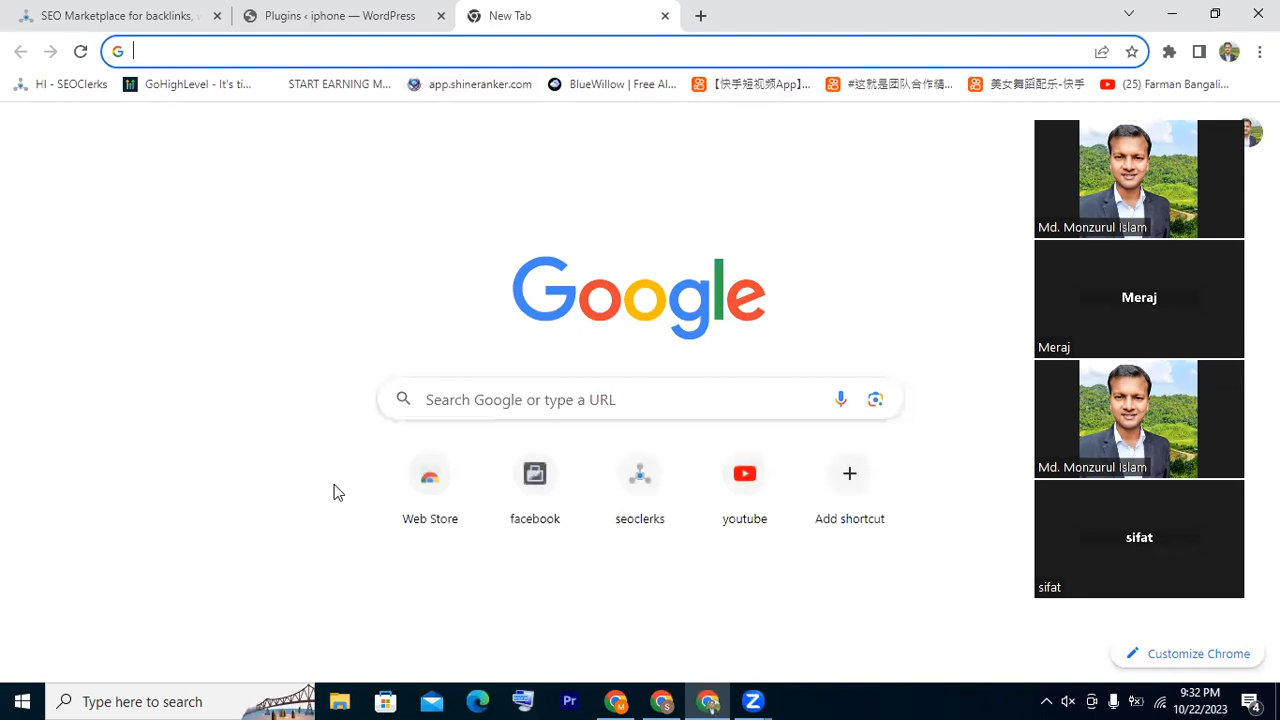 SEO Marketplace for backlinks, v
Plugins ‹ iphone — WordPress
New Tab
HI - SEOClerks
GoHighLevel - It's ti...
START EARNING M...
app.shineranker.com
BlueWillow | Free AI...
【快手短视频App】...
#这就是团队合作精...
美女舞蹈配乐-快手
(25) Farman Bangali...
Md. Monzurul Islam
Meraj
Meraj
Google
Search Google or type a URL
Md. Monzurul Islam
Web Store
facebook
seoclerks
youtube
Add shortcut
sifat
sifat
Customize Chrome
Type here to search
Pr
M
S
9:32 PM
10/22/2023
4